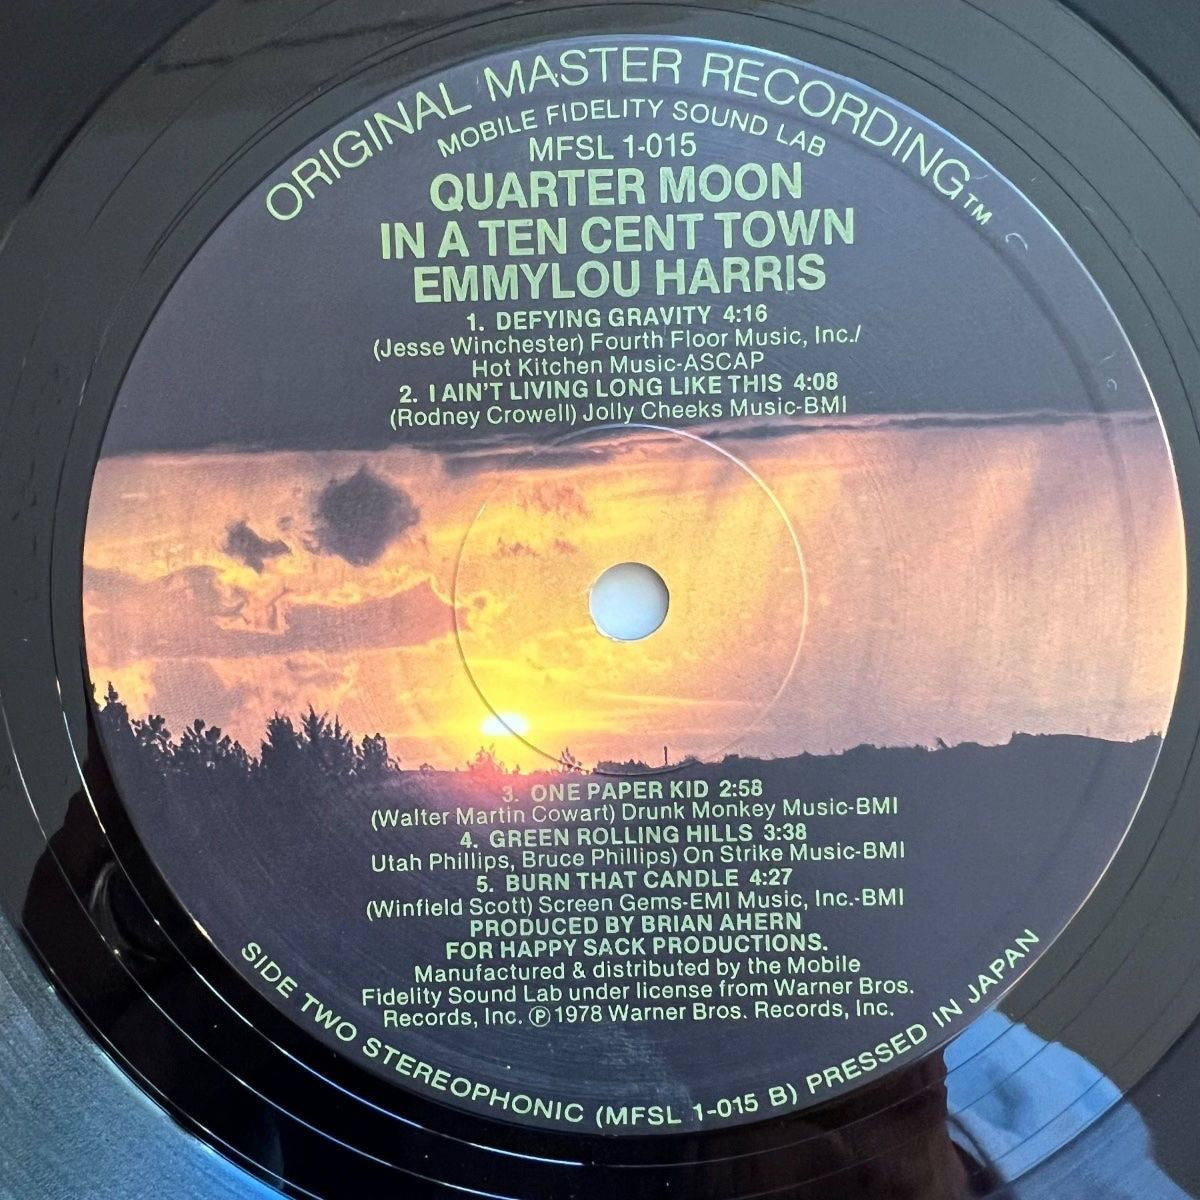 ORIGINAL MASTER RECORDING™
MOBILE FIDELITY SOUND LAB
MFSL 1-015
QUARTER MOON
IN A TEN CENT TOWN
EMMYLOU HARRIS
1. DEFYING GRAVITY 4:16
(Jesse Winchester) Fourth Floor Music, Inc./
Hot Kitchen Music-ASCAP
2. I AIN'T LIVING LONG LIKE THIS 4:08
(Rodney Crowell) Jolly Cheeks Music-BMI
3. ONE PAPER KID 2:58
(Walter Martin Cowart) Drunk Monkey Music-BMI
4. GREEN ROLLING HILLS 3:38
Utah Phillips, Bruce Phillips) On Strike Music-BMI
5. BURN THAT CANDLE 4:27
(Winfield Scott) Screen Gems-EMI Music, Inc.-BMI
PRODUCED BY BRIAN AHERN
FOR HAPPY SACK PRODUCTIONS.
Manufactured & distributed by the Mobile
Fidelity Sound Lab under license from Warner Bros.
Records, Inc. ℗1978 Warner Bros. Records, Inc.
SIDE TWO STEREOPHONIC (MFSL 1-015 B) PRESSED IN JAPAN